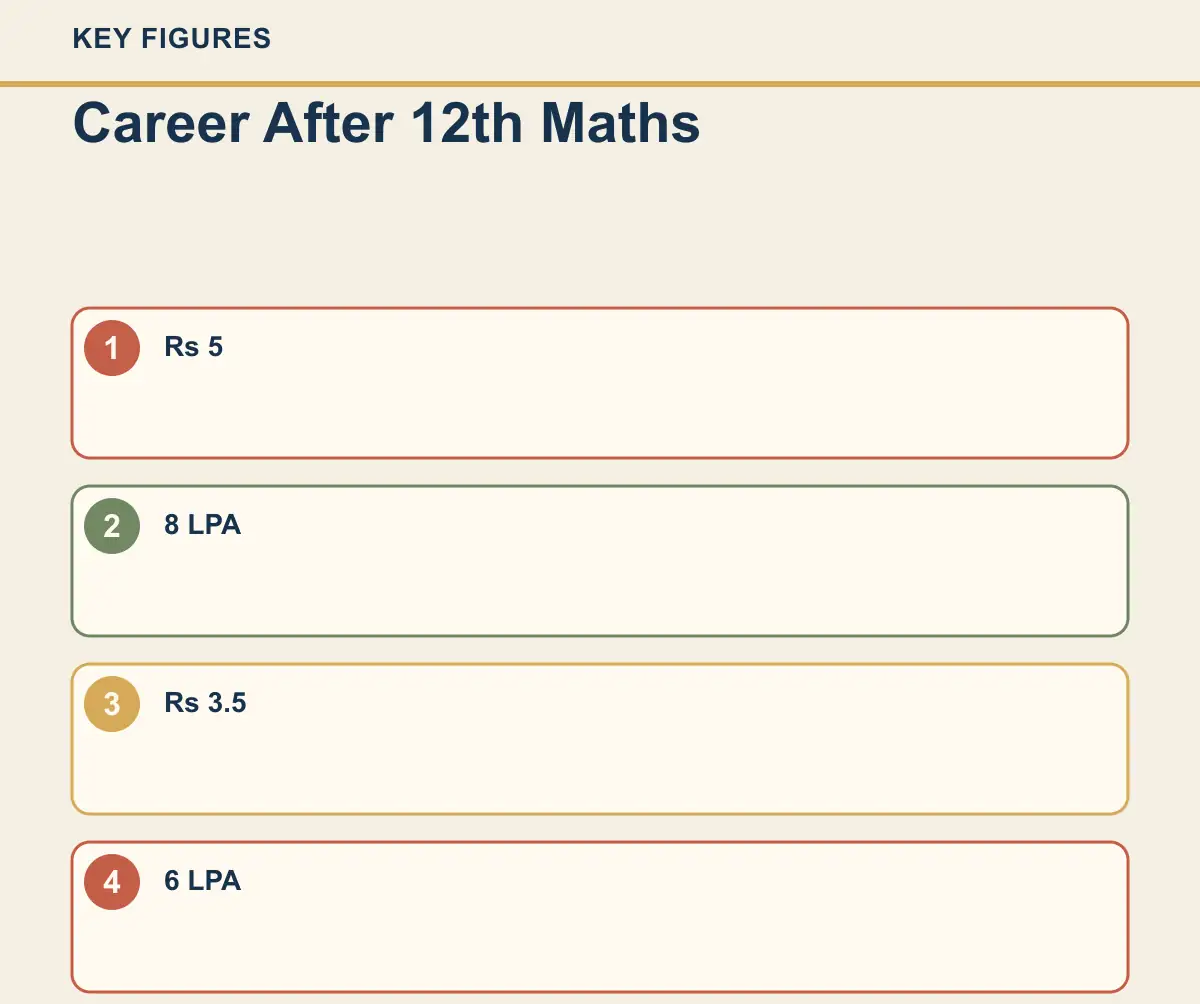 KEY FIGURES
Career After 12th Maths
1 Rs 5
2 8 LPA
3 Rs 3.5
4 6 LPA